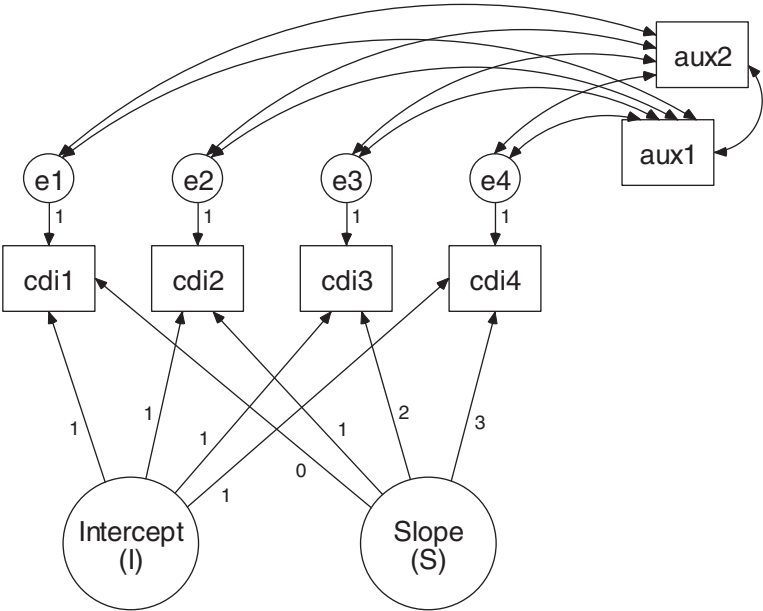 aux2
aux1
e1
e2
e3
e4
1
1
1
1
cdi1
cdi2
cdi3
cdi4
1
1
1
0
1
1
2
3
Intercept
(I)
Slope
(S)